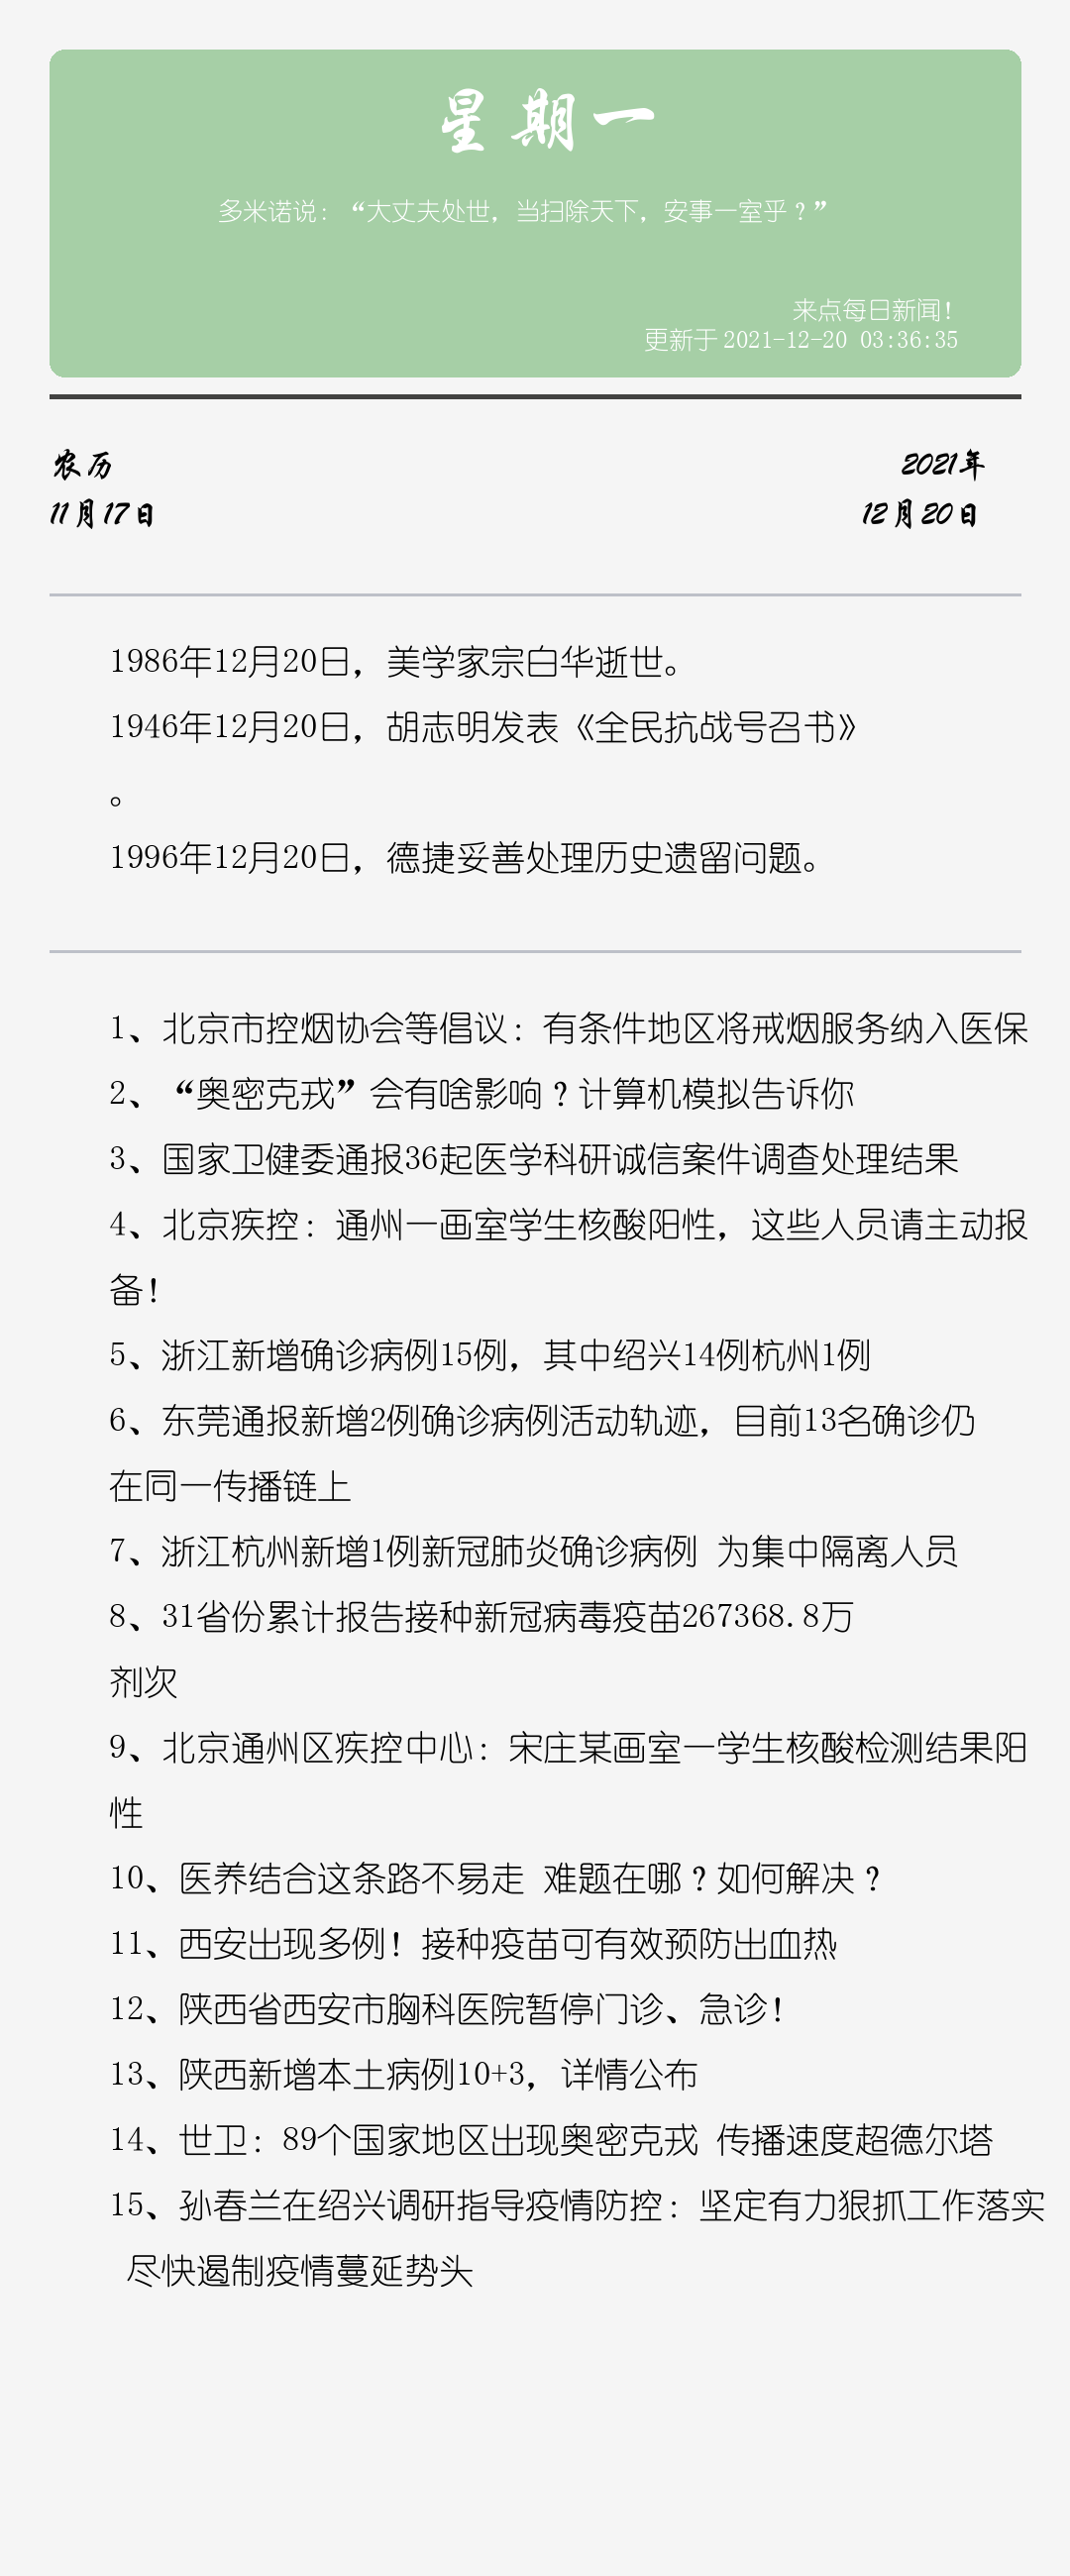 星期一
多米诺说：“大丈夫处世，当扫除天下，安事一室乎？”
来点每日新闻！
更新于2021-12-20 03:36:35
农历
2021年
11月17日
12月20日
1986年12月20日，美学家宗白华逝世。
1946年12月20日，胡志明发表《全民抗战号召书》
。
1996年12月20日，德捷妥善处理历史遗留问题。
1、北京市控烟协会等倡议：有条件地区将戒烟服务纳入医保
2、“奥密克戎”会有啥影响？计算机模拟告诉你
3、国家卫健委通报36起医学科研诚信案件调查处理结果
4、北京疾控：通州一画室学生核酸阳性，这些人员请主动报
备！
5、浙江新增确诊病例15例，其中绍兴14例杭州1例
6、东莞通报新增2例确诊病例活动轨迹，目前13名确诊仍
在同一传播链上
7、浙江杭州新增1例新冠肺炎确诊病例 为集中隔离人员
8、31省份累计报告接种新冠病毒疫苗267368.8万
剂次
9、北京通州区疾控中心：宋庄某画室一学生核酸检测结果阳
性
10、医养结合这条路不易走 难题在哪？如何解决？
11、西安出现多例！接种疫苗可有效预防出血热
12、陕西省西安市胸科医院暂停门诊、急诊！
13、陕西新增本土病例10+3，详情公布
14、世卫：89个国家地区出现奥密克戎 传播速度超德尔塔
15、孙春兰在绍兴调研指导疫情防控：坚定有力狠抓工作落实
尽快遏制疫情蔓延势头